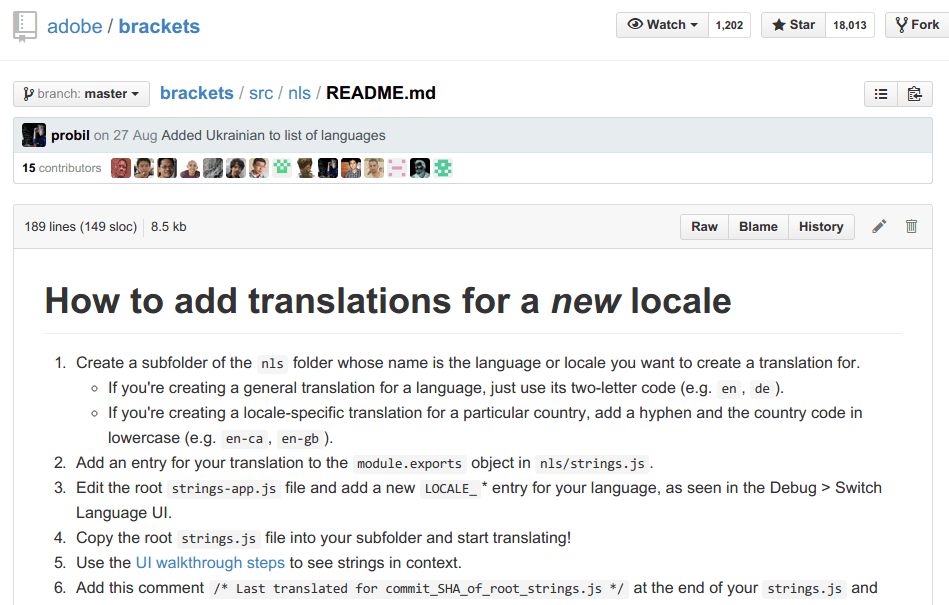 adobe / brackets
Watch 1,202 Star 18,013 Fork
branch: master brackets / src / nls / README.md
probil on 27 Aug Added Ukrainian to list of languages
15 contributors
189 lines (149 sloc) 8.5 kb Raw Blame History
How to add translations for a new locale
1. Create a subfolder of the nls folder whose name is the language or locale you want to create a translation for.
If you're creating a general translation for a language, just use its two-letter code (e.g. en, de ).
If you're creating a locale-specific translation for a particular country, add a hyphen and the country code in
lowercase (e.g. en-ca, en-gb ).
2. Add an entry for your translation to the module.exports object in nls/strings.js.
3. Edit the root strings-app.js file and add a new LOCALE_* entry for your language, as seen in the Debug > Switch
Language UI.
4. Copy the root strings.js file into your subfolder and start translating!
5. Use the UI walkthrough steps to see strings in context.
6. Add this comment /* Last translated for commit_SHA_of_root_strings.js */ at the end of your strings.js and